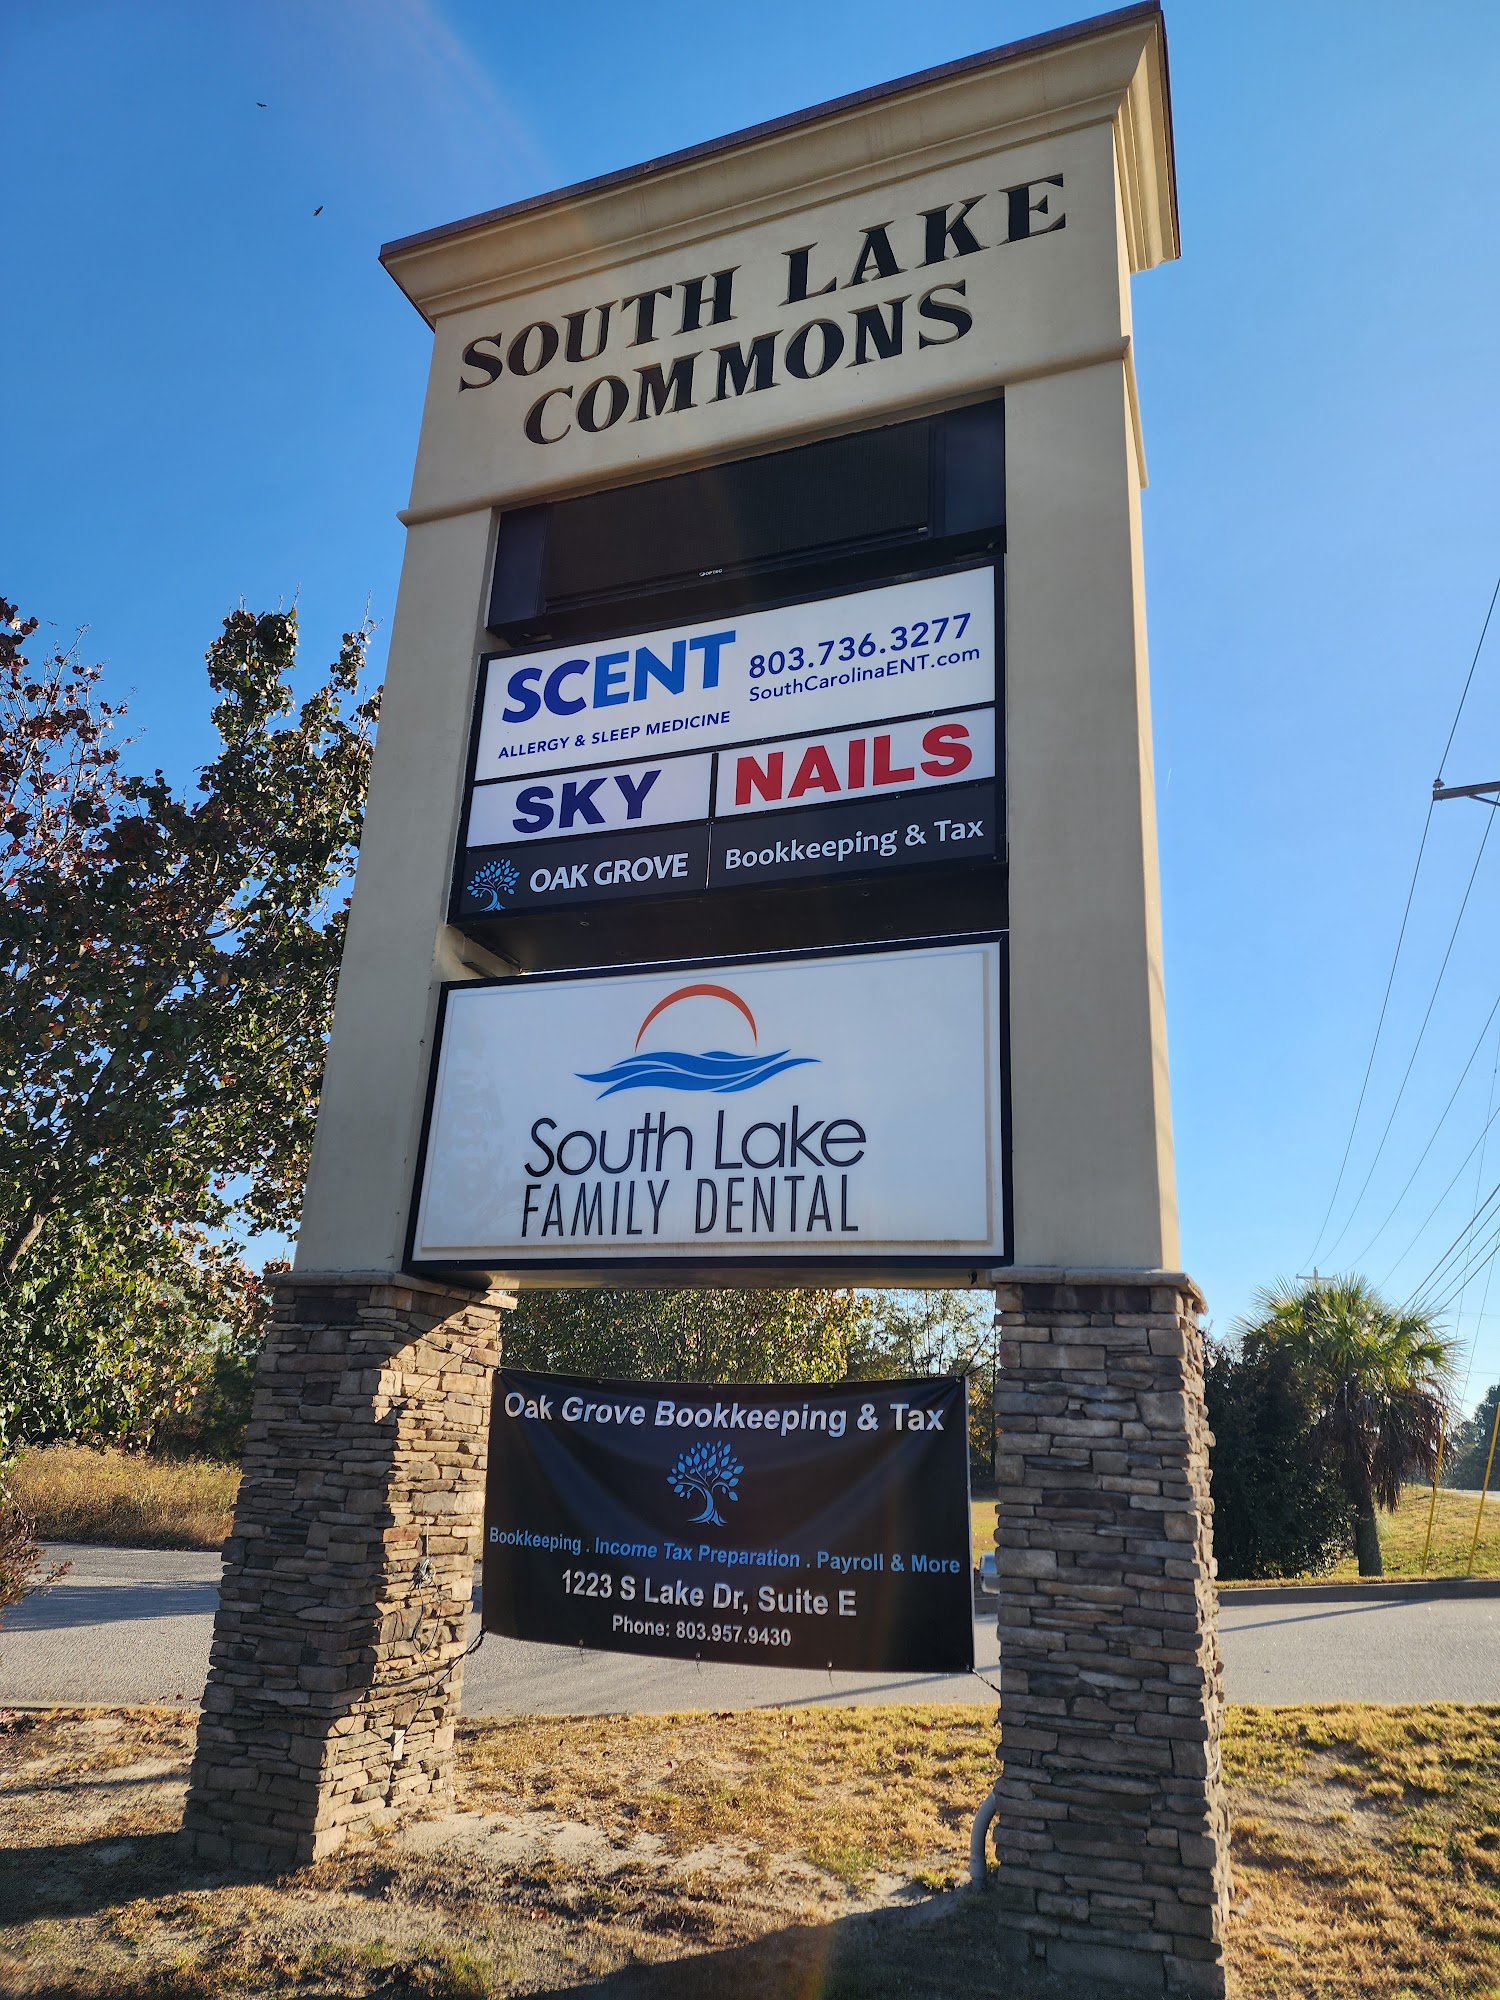 SOUTH LAKE
COMMONS
SCENT
ALLERGY & SLEEP MEDICINE
803.736.3277
SouthCarolinaENT.com
SKY NAILS
OAK GROVE Bookkeeping & Tax
South Lake
FAMILY DENTAL
Oak Grove Bookkeeping & Tax
Bookkeeping . Income Tax Preparation . Payroll & More
1223 S Lake Dr, Suite E
Phone: 803.957.9430